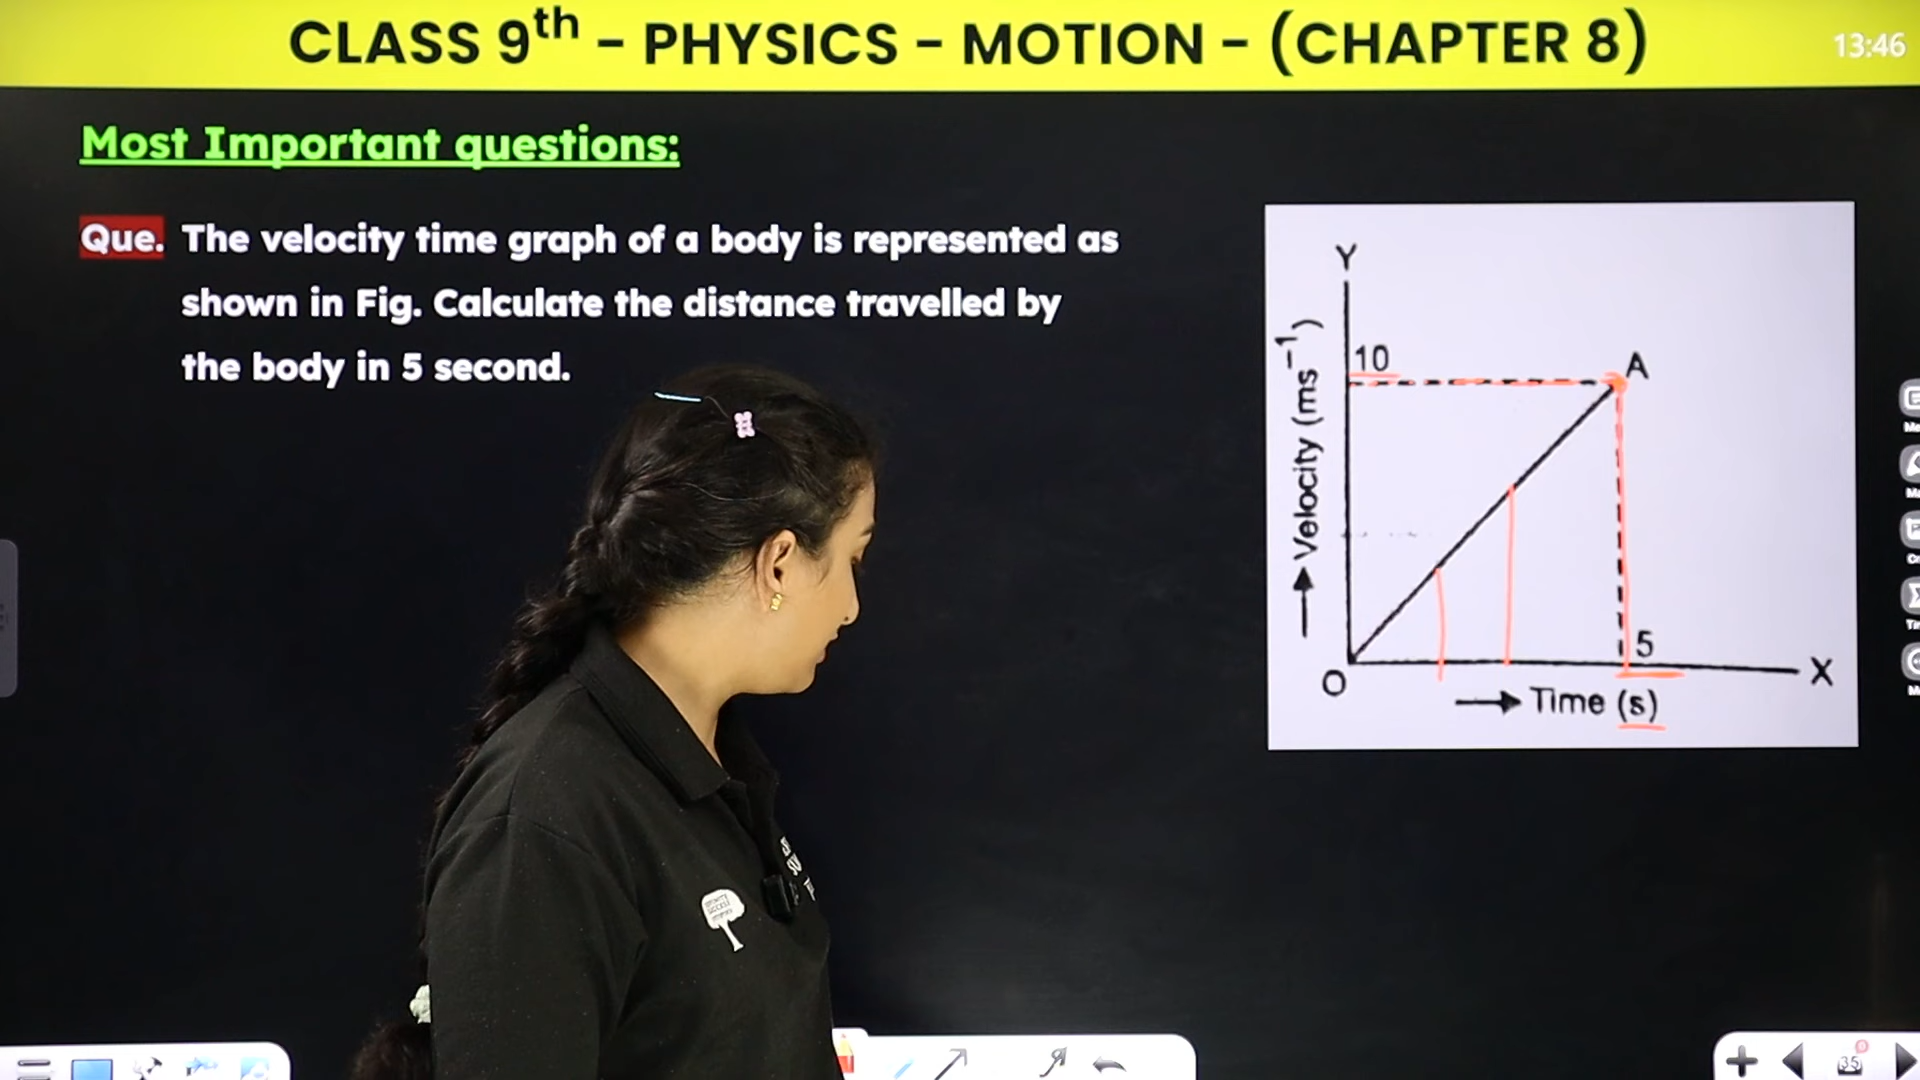 CLASS 9th - PHYSICS - MOTION - (CHAPTER 8)
13:46
Most Important questions:
Que. The velocity time graph of a body is represented as
shown in Fig. Calculate the distance travelled by
the body in 5 second.
Y
10
A
Velocity (ms⁻¹)
5
O
X
Time (s)
35